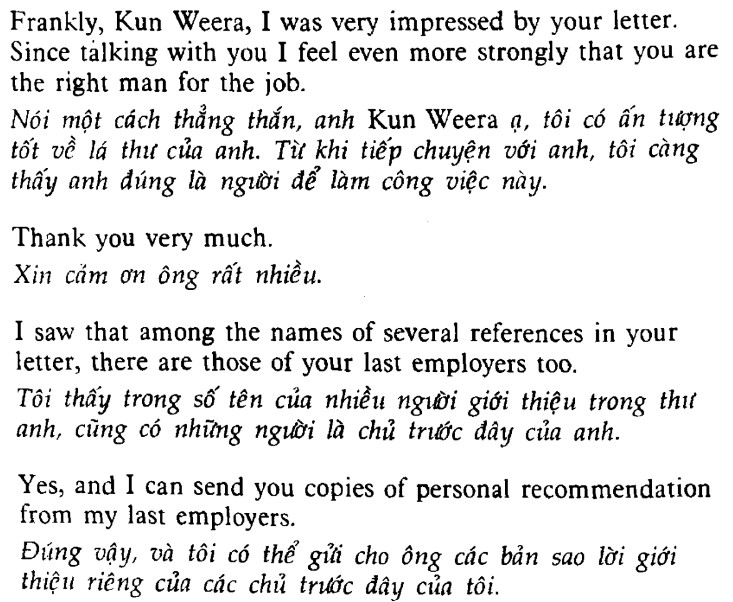 Frankly, Kun Weera, I was very impressed by your letter.
Since talking with you I feel even more strongly that you are
the right man for the job.
Nói một cách thẳng thắn, anh Kun Weera ạ, tôi có ấn tượng
tốt về lá thư của anh. Từ khi tiếp chuyện với anh, tôi càng
thấy anh đúng là người để làm công việc này.
Thank you very much.
Xin cám ơn ông rất nhiều.
I saw that among the names of several references in your
letter, there are those of your last employers too.
Tôi thấy trong số tên của nhiều người giới thiệu trong thư
anh, cũng có những người là chủ trước đây của anh.
Yes, and I can send you copies of personal recommendation
from my last employers.
Đúng vậy, và tôi có thể gửi cho ông các bản sao lời giới
thiệu riêng của các chủ trước đây của tôi.